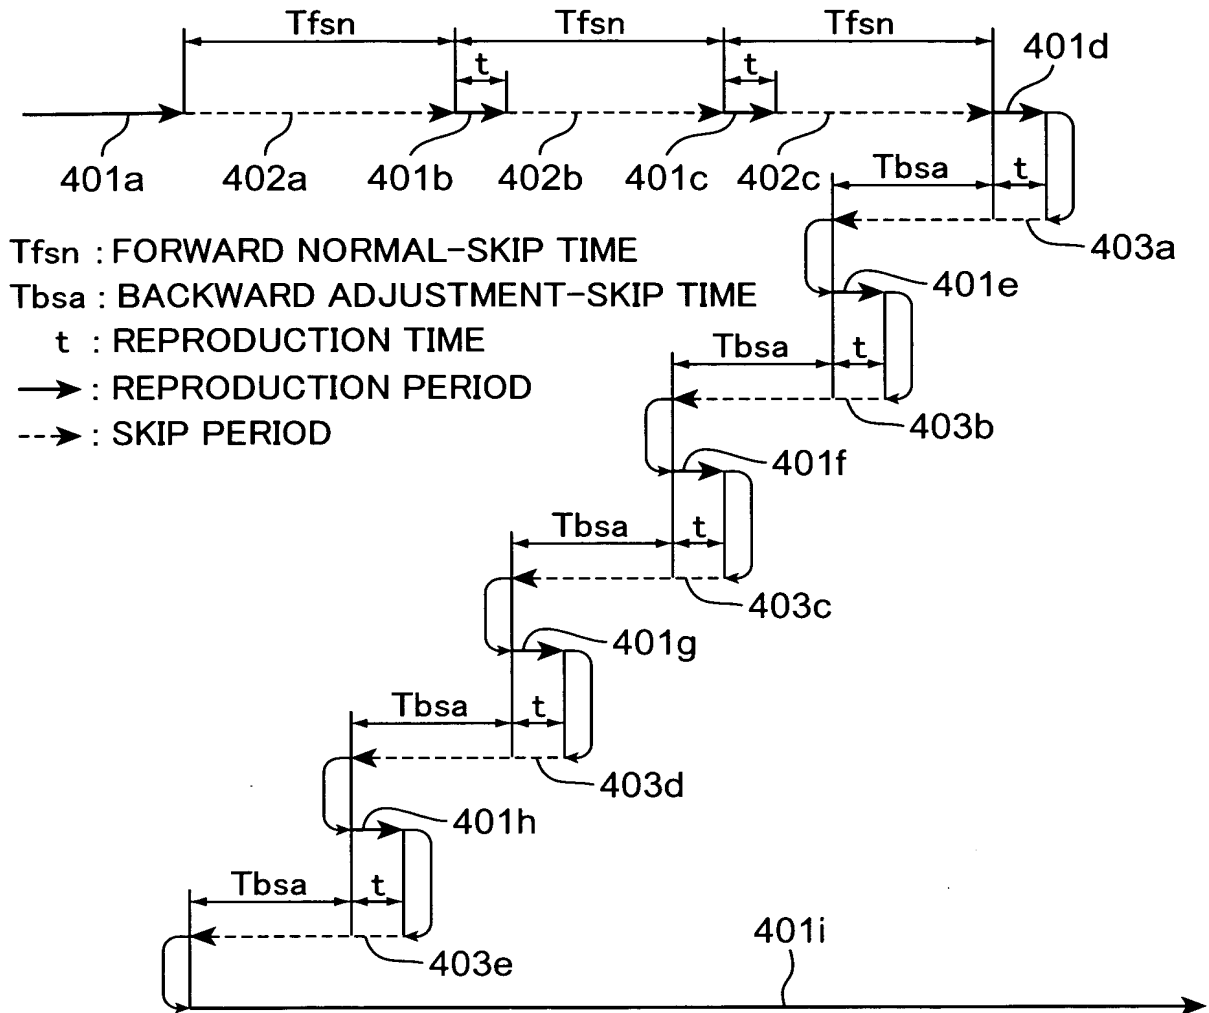 Tfsn Tfsn Tfsn
t t 401d
401a 402a 401b 402b 401c 402c Tbsa t
403a
Tfsn : FORWARD NORMAL-SKIP TIME
Tbsa : BACKWARD ADJUSTMENT-SKIP TIME
t : REPRODUCTION TIME
: REPRODUCTION PERIOD
: SKIP PERIOD
401e
Tbsa t
403b
401f
Tbsa t
403c
401g
Tbsa t
403d
401h
Tbsa t
403e
401i